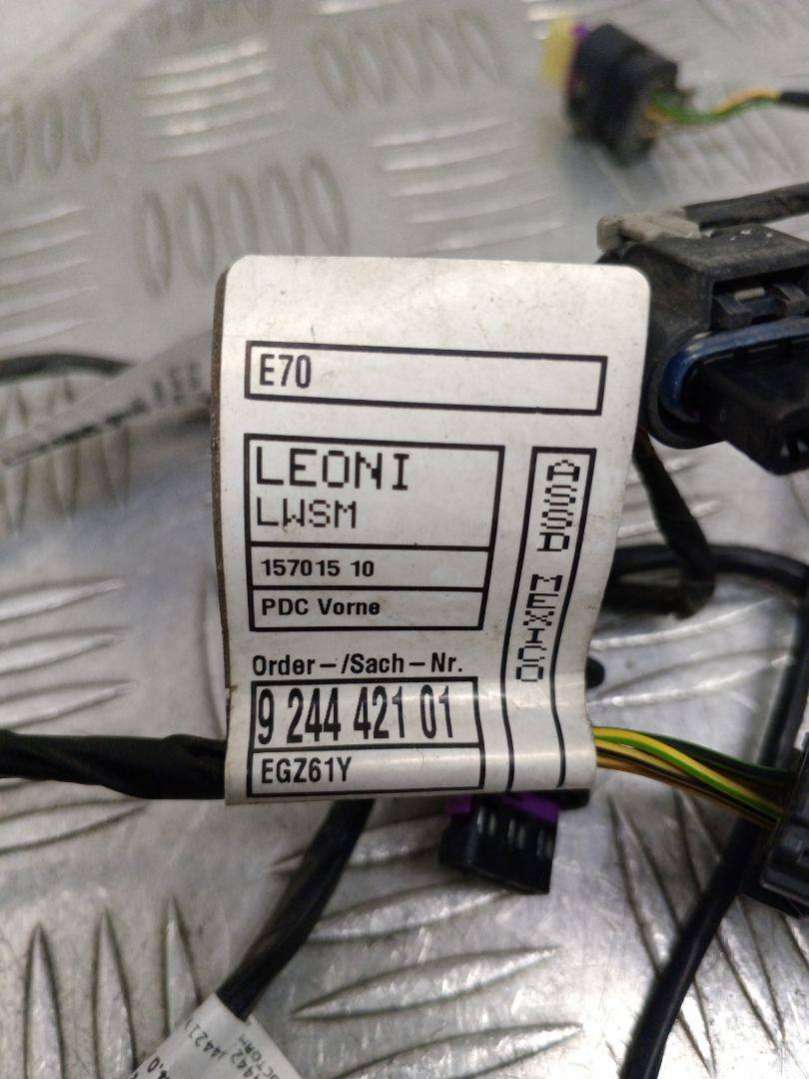 E70
LEONI
LWSM
157015 10
PDC Vorne
ASSD MEXICO
Order-/Sach-Nr.
9 244 421 01
EGZ61Y